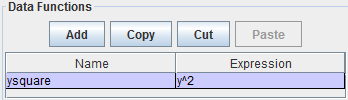 Data Functions
Add Copy Cut Paste
Name Expression
ysquare y^2